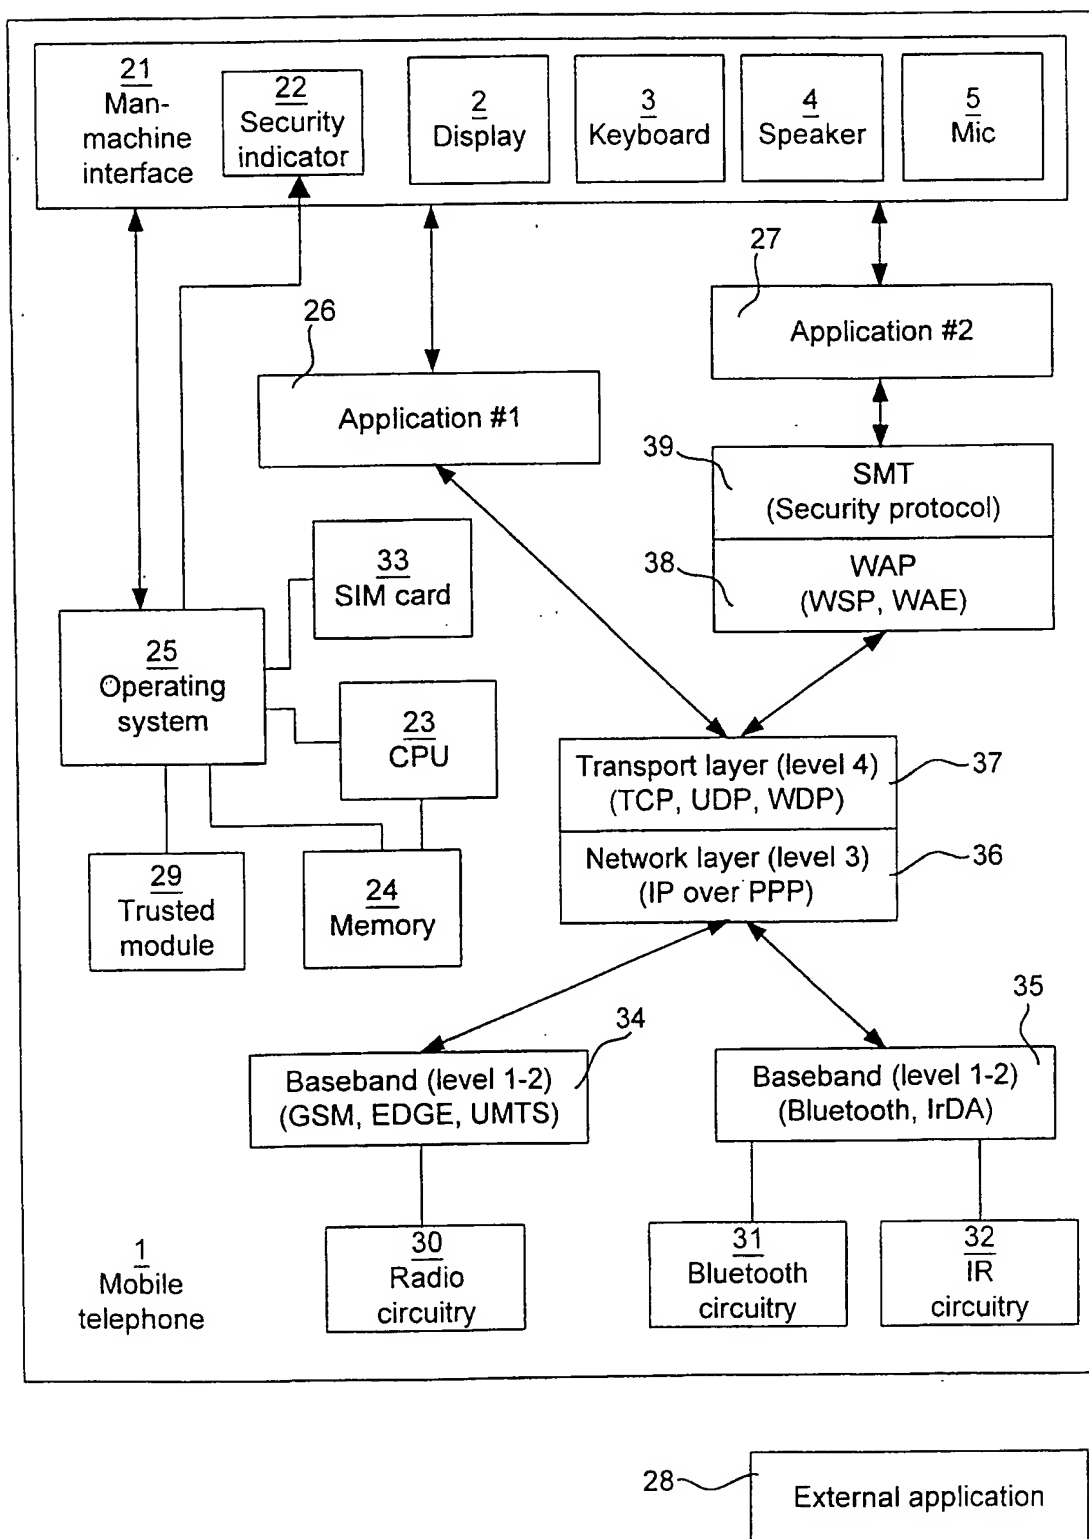 21
Man-
machine
interface
22
Security
indicator
2
Display
3
Keyboard
4
Speaker
5
Mic
27
Application #2
26
Application #1
39
SMT
(Security protocol)
38
WAP
(WSP, WAE)
33
SIM card
25
Operating
system
23
CPU
Transport layer (level 4)
(TCP, UDP, WDP)
37
Network layer (level 3)
(IP over PPP)
36
29
Trusted
module
24
Memory
34
Baseband (level 1-2)
(GSM, EDGE, UMTS)
35
Baseband (level 1-2)
(Bluetooth, IrDA)
1
Mobile
telephone
30
Radio
circuitry
31
Bluetooth
circuitry
32
IR
circuitry
28
External application